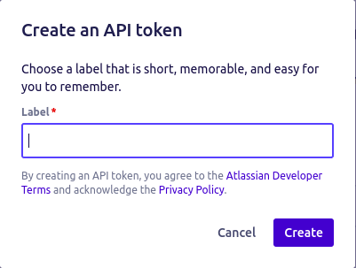 Create an API token
Choose a label that is short, memorable, and easy for
you to remember.
Label*
By creating an API token, you agree to the Atlassian Developer
Terms and acknowledge the Privacy Policy.
Cancel
Create